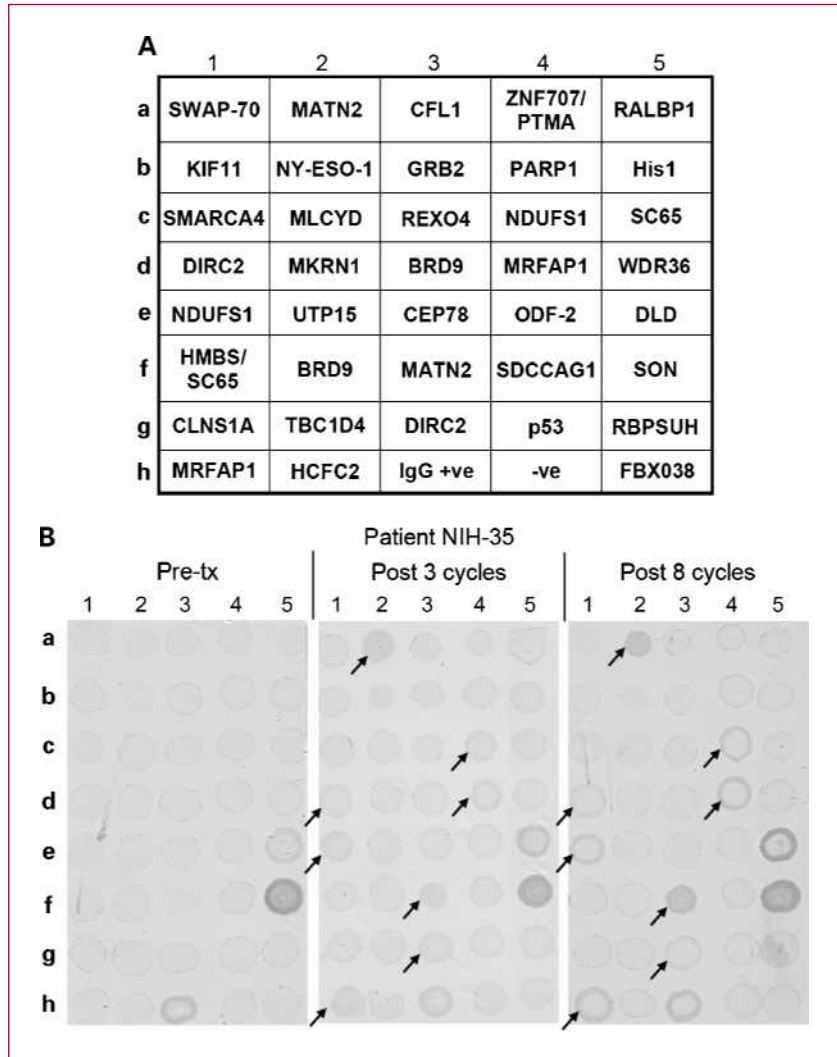 A
1 2 3 4 5
a SWAP-70 MATN2 CFL1 ZNF707/ PTMA RALBP1
b KIF11 NY-ESO-1 GRB2 PARP1 His1
c SMARCA4 MLCYD REXO4 NDUFS1 SC65
d DIRC2 MKRN1 BRD9 MRFAP1 WDR36
e NDUFS1 UTP15 CEP78 ODF-2 DLD
f HMBS/ SC65 BRD9 MATN2 SDCCAG1 SON
g CLNS1A TBC1D4 DIRC2 p53 RBPSUH
h MRFAP1 HCFC2 IgG +ve -ve FBX038
B
Patient NIH-35
Pre-tx Post 3 cycles Post 8 cycles
1 2 3 4 5 1 2 3 4 5 1 2 3 4 5
a
b
c
d
e
f
g
h